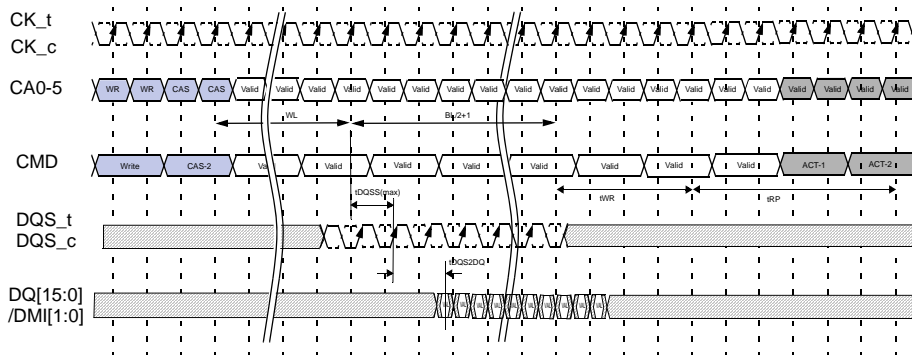 CK_t
CK_c
CA0-5 WR WR CAS CAS Valid Valid Valid Valid Valid Valid Valid Valid Valid Valid Valid Valid Valid Valid Valid Valid Valid Valid Valid Valid
WL BL/2+1
CMD Write CAS-2 Valid Valid Valid Valid Valid Valid Valid Valid ACT-1 ACT-2
tDQSS(max) tWR tRP
DQS_t
DQS_c
tDQS2DQ
DQ[15:0]
/DMI[1:0]